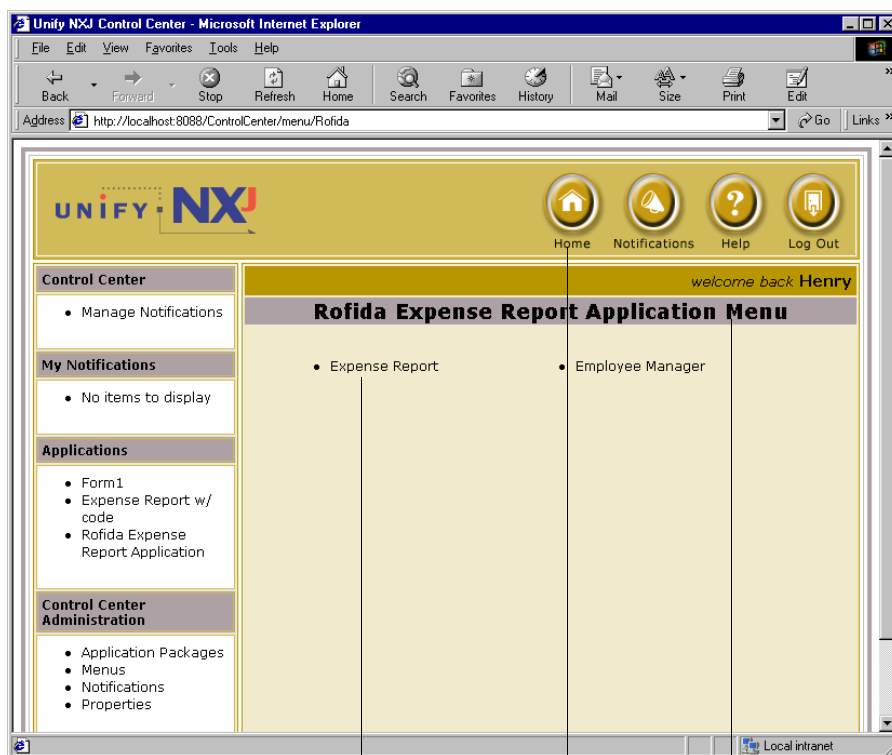 Unify NXJ Control Center - Microsoft Internet Explorer
File Edit View Favorites Tools Help
Back Forward Stop Refresh Home Search Favorites History Mail Size Print Edit »
Address http://localhost:8088/ControlCenter/menu/Rofida Go Links »
UNIFY NXJ
Home Notifications Help Log Out
welcome back Henry
Rofida Expense Report Application Menu
Control Center
• Manage Notifications
My Notifications
• No items to display
Applications
• Form1
• Expense Report w/
code
• Rofida Expense
Report Application
Control Center
Administration
• Application Packages
• Menus
• Notifications
• Properties
• Expense Report
• Employee Manager
Local intranet